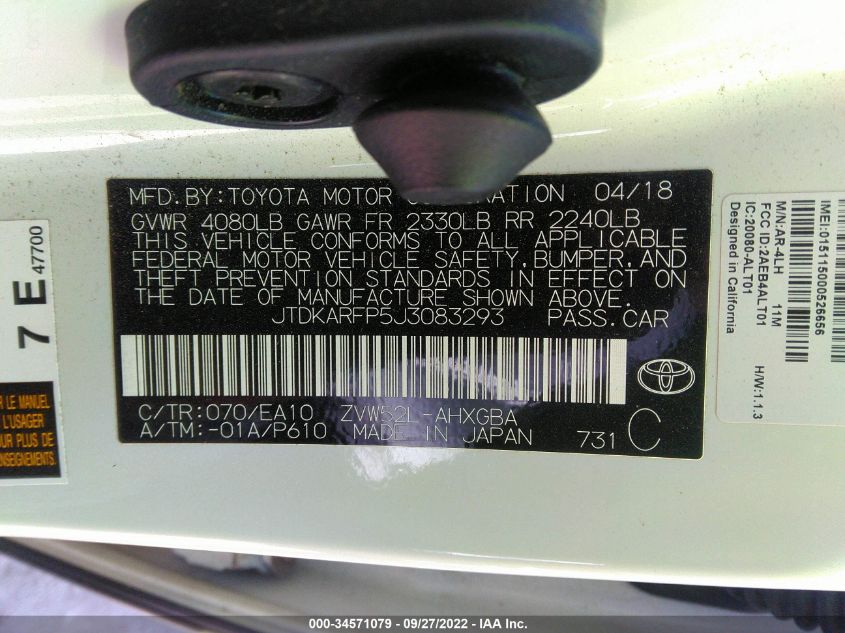 MFD.BY:TOYOTA MOTOR 04/18
GVWR 4080LB GAWR FR 2330LB RR 2240LB
THIS VEHICLE CONFORMS TO ALL APPLICABLE
FEDERAL MOTOR VEHICLE SAFETY,BUMPER,AND
THEFT PREVENTION STANDARDS IN EFFECT ON
THE DATE OF MANUFACTURE SHOWN ABOVE.
JTDKARFP5J3083293 PASS.CAR
C/TR:070/EA10 ZVW52L-AHXGBA
A/TM:-01A/P610 MADE IN JAPAN 731 C
7 E 47700
R LE MANUEL
L'USAGER
OUR PLUS DE
NSEIGNEMENTS.
IMEI:015115000526656
M/N:AR-4LH 11M
FCC ID:2AEB4ALT01
IC:20080-ALT01 H/W:1.1.3
Designed in California
000-34571079 - 09/27/2022 - IAA Inc.